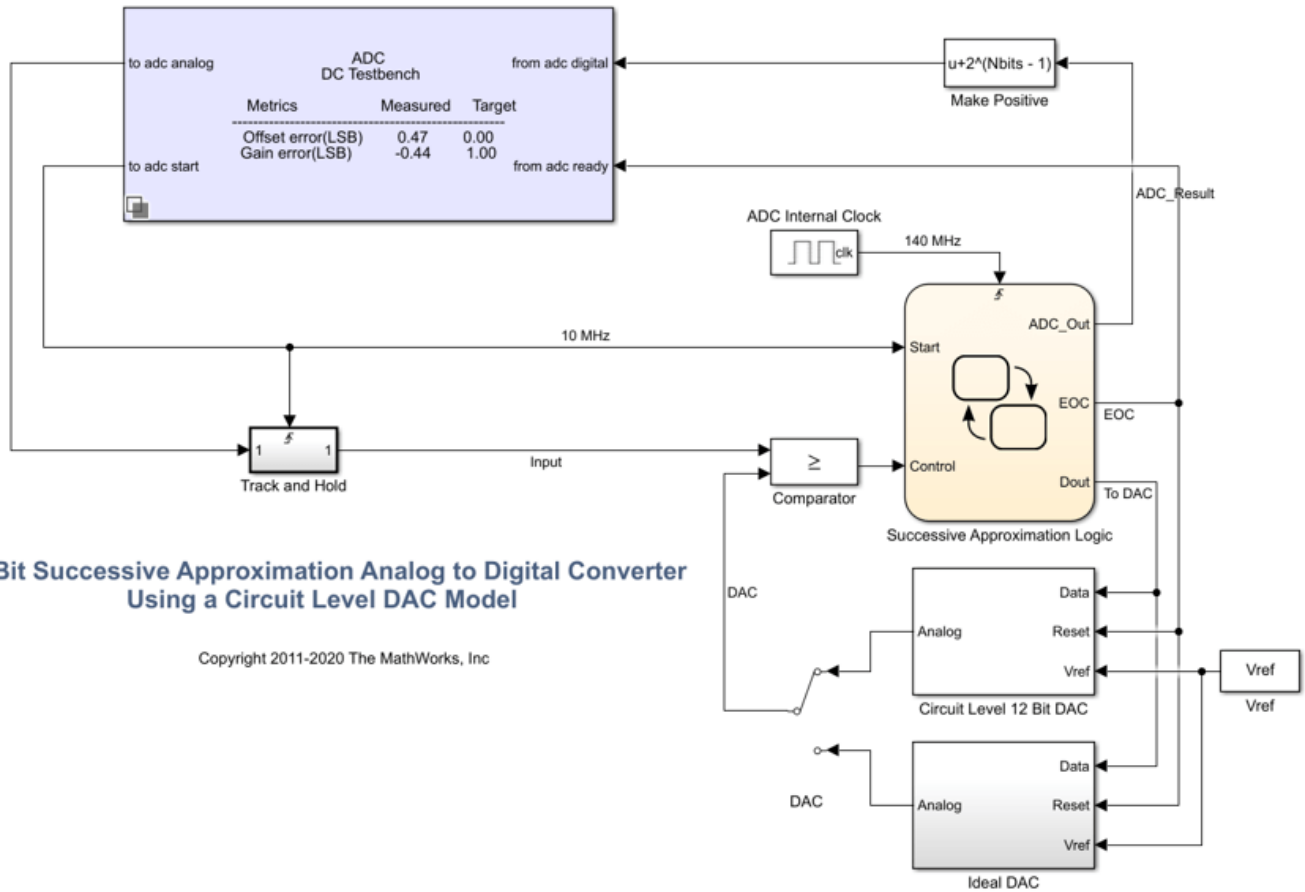 ADC
DC Testbench
to adc analog
from adc digital
Metrics Measured Target
Offset error(LSB) 0.47 0.00
Gain error(LSB) -0.44 1.00
to adc start
from adc ready
u+2^(Nbits - 1)
Make Positive
ADC_Result
ADC Internal Clock
clk
140 MHz
10 MHz
Start
ADC_Out
EOC
EOC
Control
Dout
To DAC
Successive Approximation Logic
1 1
Track and Hold
Input
≥
Comparator
Bit Successive Approximation Analog to Digital Converter
Using a Circuit Level DAC Model
Copyright 2011-2020 The MathWorks, Inc
DAC
Data
Analog
Reset
Vref
Circuit Level 12 Bit DAC
Vref
Vref
DAC
Data
Analog
Reset
Vref
Ideal DAC